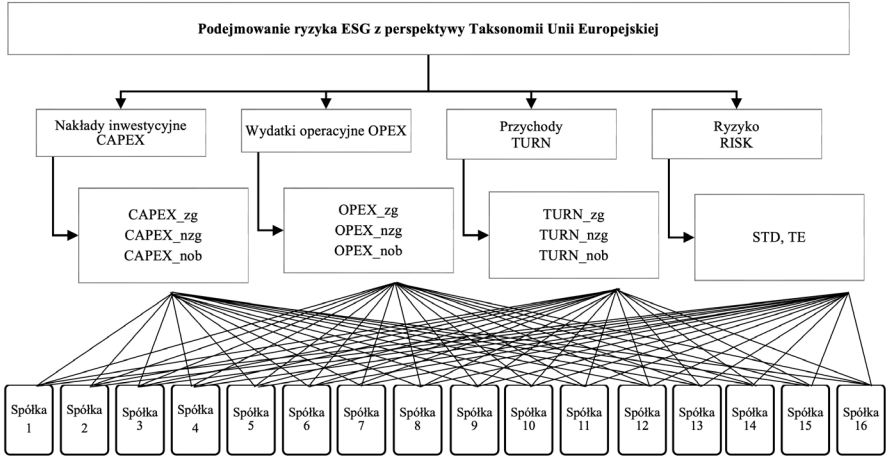 Podejmowanie ryzyka ESG z perspektywy Taksonomii Unii Europejskiej
Nakłady inwestycyjne
CAPEX
Wydatki operacyjne OPEX
Przychody
TURN
Ryzyko
RISK
CAPEX_zg
CAPEX_nzg
CAPEX_nob
OPEX_zg
OPEX_nzg
OPEX_nob
TURN_zg
TURN_nzg
TURN_nob
STD, TE
Spółka
1
Spółka
2
Spółka
3
Spółka
4
Spółka
5
Spółka
6
Spółka
7
Spółka
8
Spółka
9
Spółka
10
Spółka
11
Spółka
12
Spółka
13
Spółka
14
Spółka
15
Spółka
16